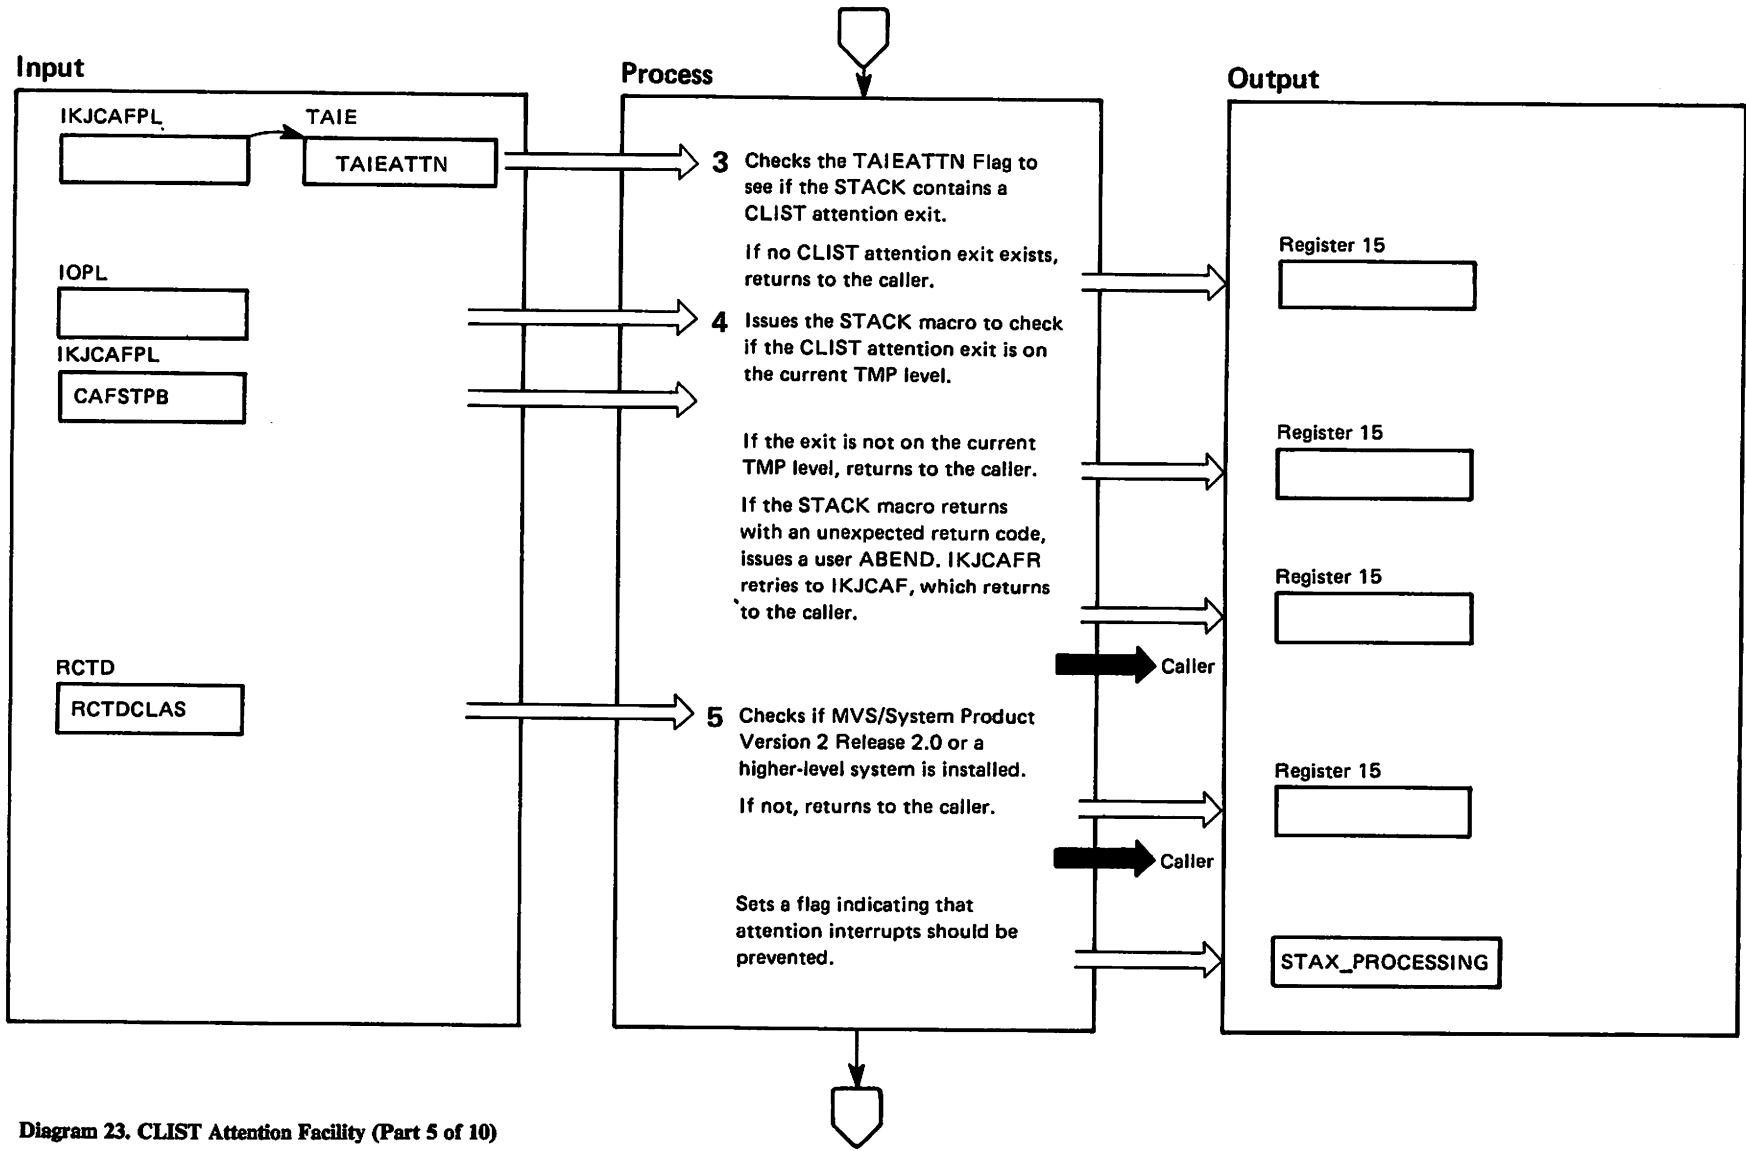 Input
IKJCAFPL
TAIE
TAIEATTN
IOPL
IKJCAFPL
CAFSTPB
RCTD
RCTDCLAS
Process
3 Checks the TAIEATTN Flag to
see if the STACK contains a
CLIST attention exit.
If no CLIST attention exit exists,
returns to the caller.
4 Issues the STACK macro to check
if the CLIST attention exit is on
the current TMP level.
If the exit is not on the current
TMP level, returns to the caller.
If the STACK macro returns
with an unexpected return code,
issues a user ABEND. IKJCAFR
retries to IKJCAF, which returns
to the caller.
Caller
5 Checks if MVS/System Product
Version 2 Release 2.0 or a
higher-level system is installed.
If not, returns to the caller.
Caller
Sets a flag indicating that
attention interrupts should be
prevented.
Output
Register 15
Register 15
Register 15
Register 15
STAX_PROCESSING
Diagram 23. CLIST Attention Facility (Part 5 of 10)